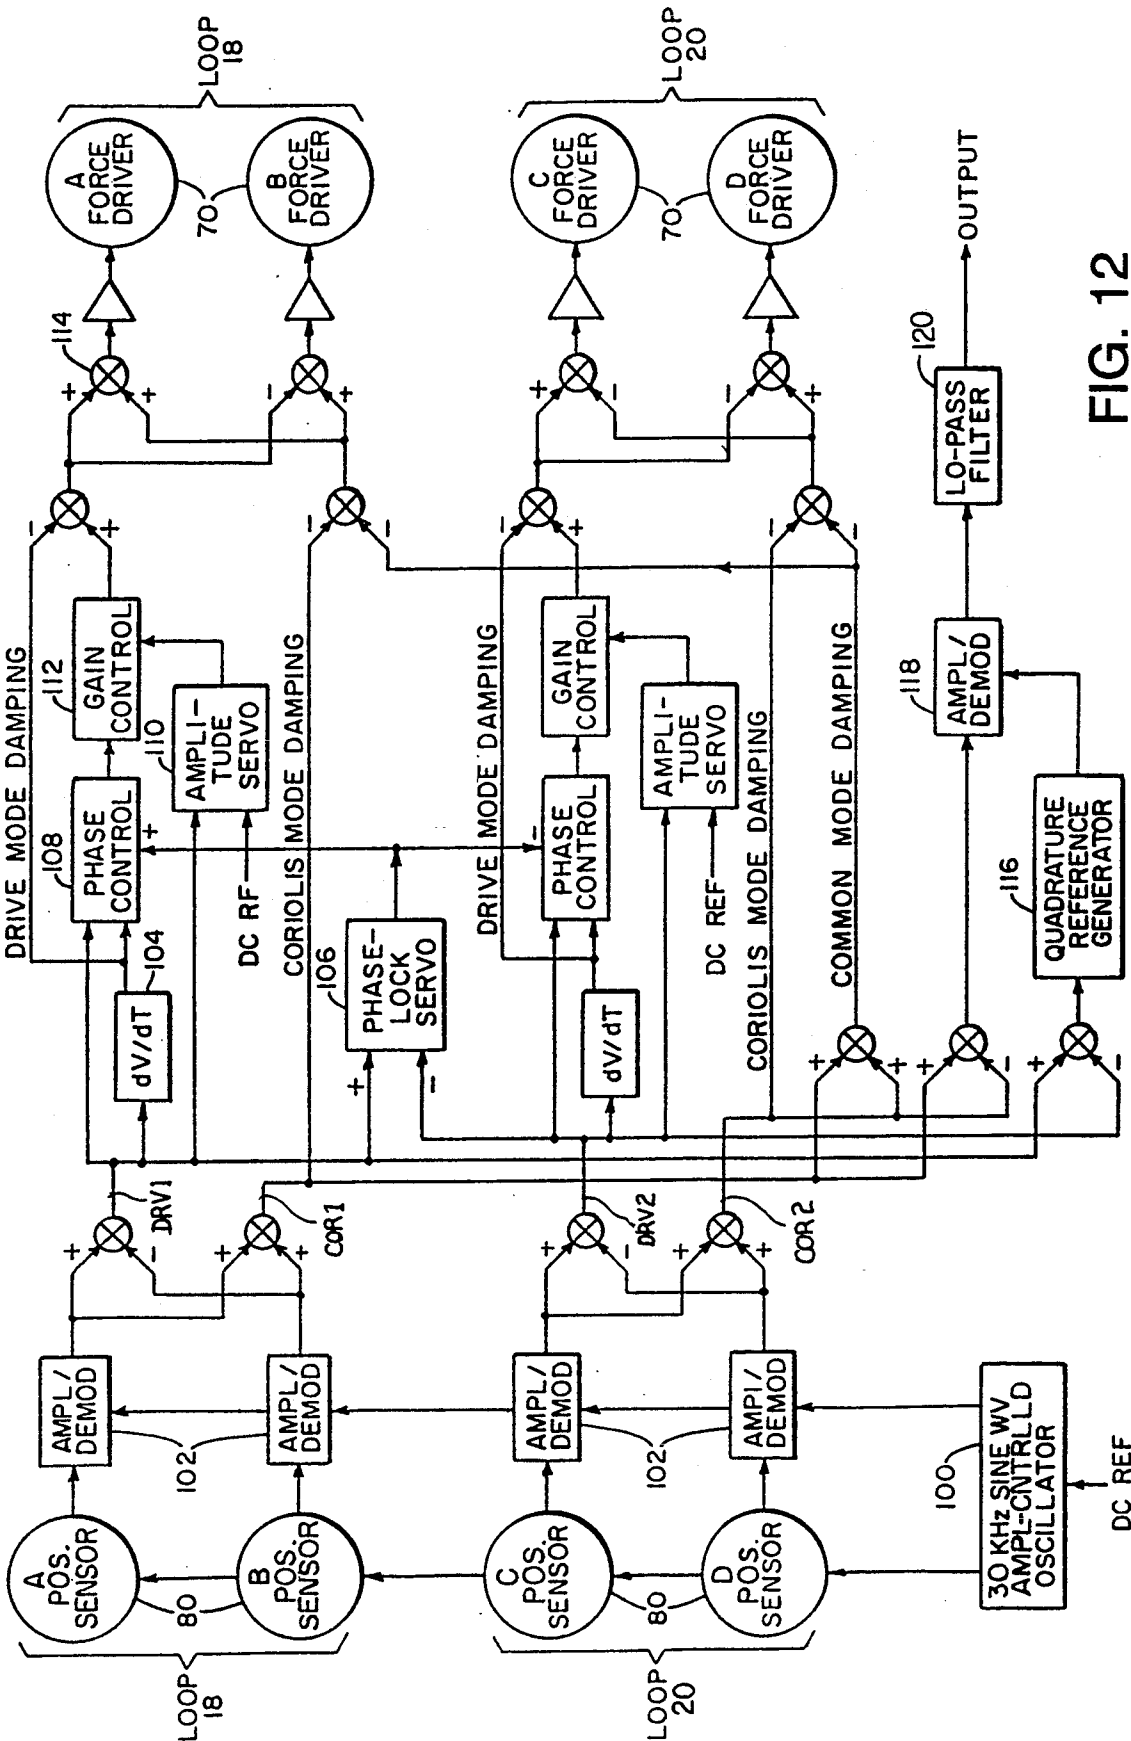 A
POS.
SENSOR
B
POS.
SENSOR
80
LOOP
18
C
POS.
SENSOR
D
POS.
SENSOR
80
LOOP
20
AMPL/
DEMOD
AMPL/
DEMOD
102
AMPL/
DEMOD
AMPI/
DEMOD
102
100
30 KHz SINE WV
AMPL-CNTRLLD
OSCILLATOR
DC REF
+
−
+
+
DRV1
COR1
+
−
+
+
DRV2
COR2
dV/dT
104
DRIVE MODE DAMPING
108
PHASE
CONTROL
+
112
GAIN
CONTROL
110
AMPLI-
TUDE
SERVO
DC RF
CORIOLIS MODE DAMPING
106
PHASE-
LOCK
SERVO
+
−
dV/dT
DRIVE MODE DAMPING
PHASE
CONTROL
−
GAIN
CONTROL
AMPLI-
TUDE
SERVO
DC REF
CORIOLIS MODE DAMPING
COMMON MODE DAMPING
+
+
+
−
+
−
116
QUADRATURE
REFERENCE
GENERATOR
118
AMPL/
DEMOD
120
LO-PASS
FILTER
OUTPUT
−
+
−
−
−
+
−
−
114
+
+
−
+
+
−
−
+
A
FORCE
DRIVER
B
FORCE
DRIVER
70
LOOP
18
C
FORCE
DRIVER
D
FORCE
DRIVER
70
LOOP
20
FIG. 12